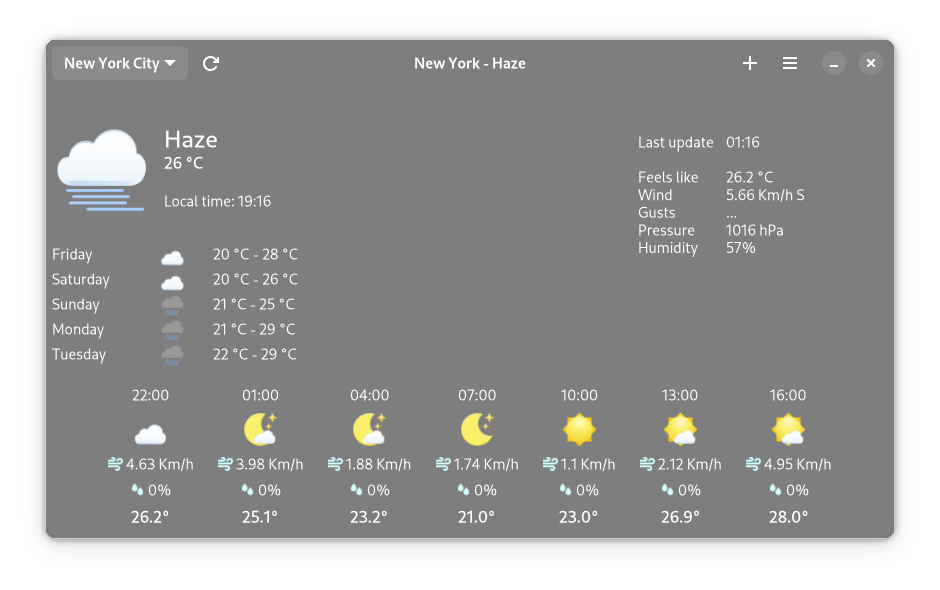 New York City
New York - Haze
Haze
26 °C
Local time: 19:16
Last update 01:16
Feels like 26.2 °C
Wind 5.66 Km/h S
Gusts ...
Pressure 1016 hPa
Humidity 57%
Friday 20 °C - 28 °C
Saturday 20 °C - 26 °C
Sunday 21 °C - 25 °C
Monday 21 °C - 29 °C
Tuesday 22 °C - 29 °C
22:00 01:00 04:00 07:00 10:00 13:00 16:00
4.63 Km/h 3.98 Km/h 1.88 Km/h 1.74 Km/h 1.1 Km/h 2.12 Km/h 4.95 Km/h
0% 0% 0% 0% 0% 0% 0%
26.2° 25.1° 23.2° 21.0° 23.0° 26.9° 28.0°